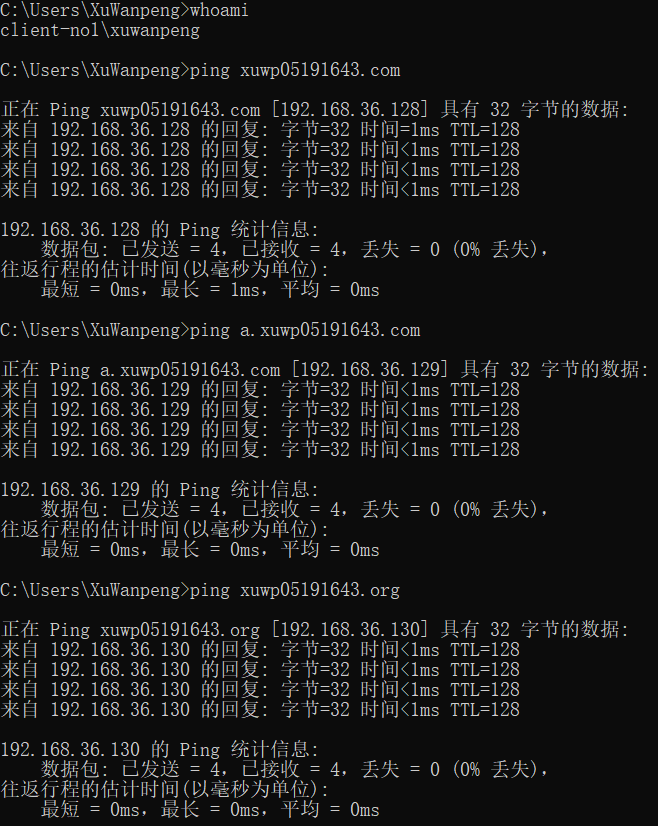 C:\Users\XuWanpeng>whoami
client-no1\xuwanpeng
C:\Users\XuWanpeng>ping xuwp05191643.com
正在 Ping xuwp05191643.com [192.168.36.128] 具有 32 字节的数据:
来自 192.168.36.128 的回复: 字节=32 时间=1ms TTL=128
来自 192.168.36.128 的回复: 字节=32 时间<1ms TTL=128
来自 192.168.36.128 的回复: 字节=32 时间<1ms TTL=128
来自 192.168.36.128 的回复: 字节=32 时间<1ms TTL=128
192.168.36.128 的 Ping 统计信息:
数据包: 已发送 = 4，已接收 = 4，丢失 = 0 (0% 丢失)，
往返行程的估计时间(以毫秒为单位):
最短 = 0ms，最长 = 1ms，平均 = 0ms
C:\Users\XuWanpeng>ping a.xuwp05191643.com
正在 Ping a.xuwp05191643.com [192.168.36.129] 具有 32 字节的数据:
来自 192.168.36.129 的回复: 字节=32 时间<1ms TTL=128
来自 192.168.36.129 的回复: 字节=32 时间<1ms TTL=128
来自 192.168.36.129 的回复: 字节=32 时间<1ms TTL=128
来自 192.168.36.129 的回复: 字节=32 时间<1ms TTL=128
192.168.36.129 的 Ping 统计信息:
数据包: 已发送 = 4，已接收 = 4，丢失 = 0 (0% 丢失)，
往返行程的估计时间(以毫秒为单位):
最短 = 0ms，最长 = 0ms，平均 = 0ms
C:\Users\XuWanpeng>ping xuwp05191643.org
正在 Ping xuwp05191643.org [192.168.36.130] 具有 32 字节的数据:
来自 192.168.36.130 的回复: 字节=32 时间<1ms TTL=128
来自 192.168.36.130 的回复: 字节=32 时间<1ms TTL=128
来自 192.168.36.130 的回复: 字节=32 时间<1ms TTL=128
来自 192.168.36.130 的回复: 字节=32 时间<1ms TTL=128
192.168.36.130 的 Ping 统计信息:
数据包: 已发送 = 4，已接收 = 4，丢失 = 0 (0% 丢失)，
往返行程的估计时间(以毫秒为单位):
最短 = 0ms，最长 = 0ms，平均 = 0ms